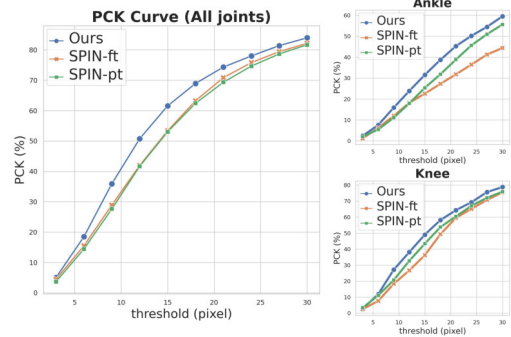 PCK Curve (All joints)
Ours
SPIN-ft
SPIN-pt
PCK (%)
80
70
60
50
40
30
20
10
0
5 10 15 20 25 30
threshold (pixel)
Ankle
Ours
SPIN-ft
SPIN-pt
PCK (%)
60
50
40
30
20
10
0
5 10 15 20 25 30
threshold (pixel)
Knee
Ours
SPIN-ft
SPIN-pt
PCK (%)
80
70
60
50
40
30
20
10
0
5 10 15 20 25 30
threshold (pixel)